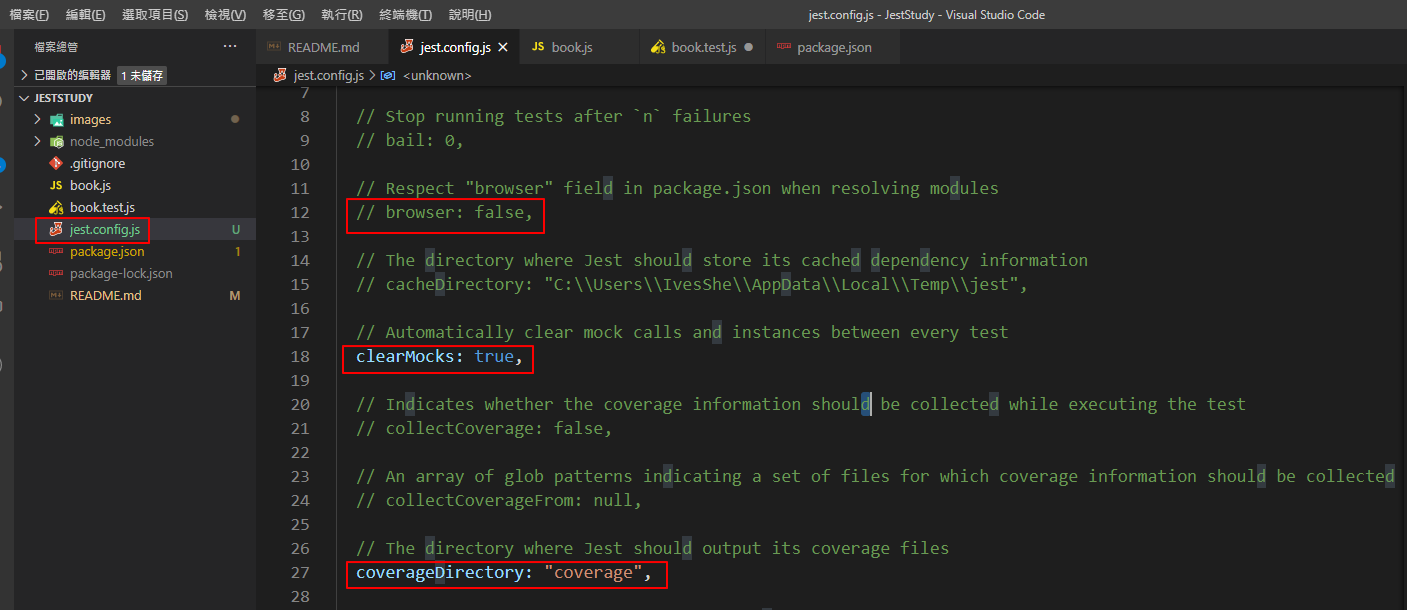 檔案(F) 編輯(E) 選取項目(S) 檢視(V) 移至(G) 執行(R) 終端機(T) 說明(H) jest.config.js - JestStudy - Visual Studio Code
檔案總管 ···
README.md jest.config.js JS book.js book.test.js package.json
已開啟的編輯器 1 未儲存
jest.config.js > <unknown>
JESTSTUDY
images
node_modules
.gitignore
JS book.js
book.test.js
jest.config.js U
package.json 1
package-lock.json
README.md M
7
8 // Stop running tests after `n` failures
9 // bail: 0,
10
11 // Respect "browser" field in package.json when resolving modules
12 // browser: false,
13
14 // The directory where Jest should store its cached dependency information
15 // cacheDirectory: "C:\\Users\\IvesShe\\AppData\\Local\\Temp\\jest",
16
17 // Automatically clear mock calls and instances between every test
18 clearMocks: true,
19
20 // Indicates whether the coverage information should be collected while executing the test
21 // collectCoverage: false,
22
23 // An array of glob patterns indicating a set of files for which coverage information should be collected
24 // collectCoverageFrom: null,
25
26 // The directory where Jest should output its coverage files
27 coverageDirectory: "coverage",
28